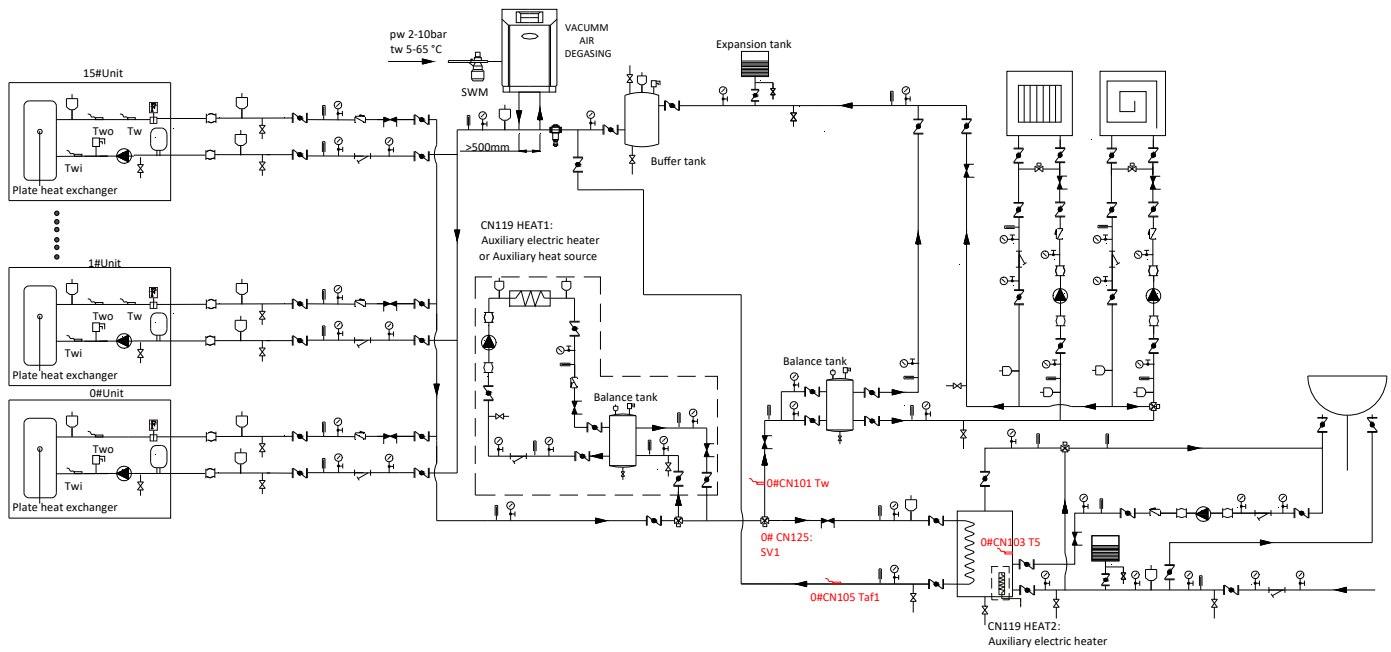 pw 2-10bar
tw 5-65 °C
SWM
VACUMM
AIR
DEGASING
Expansion tank
Buffer tank
>500mm
15#Unit
Two
Tw
Twi
Plate heat exchanger
1#Unit
Two
Tw
Twi
Plate heat exchanger
0#Unit
Two
Twi
Plate heat exchanger
CN119 HEAT1:
Auxiliary electric heater
or Auxiliary heat source
Balance tank
Balance tank
0#CN101 Tw
0# CN125:
SV1
0#CN103 T5
0#CN105 Taf1
CN119 HEAT2:
Auxiliary electric heater